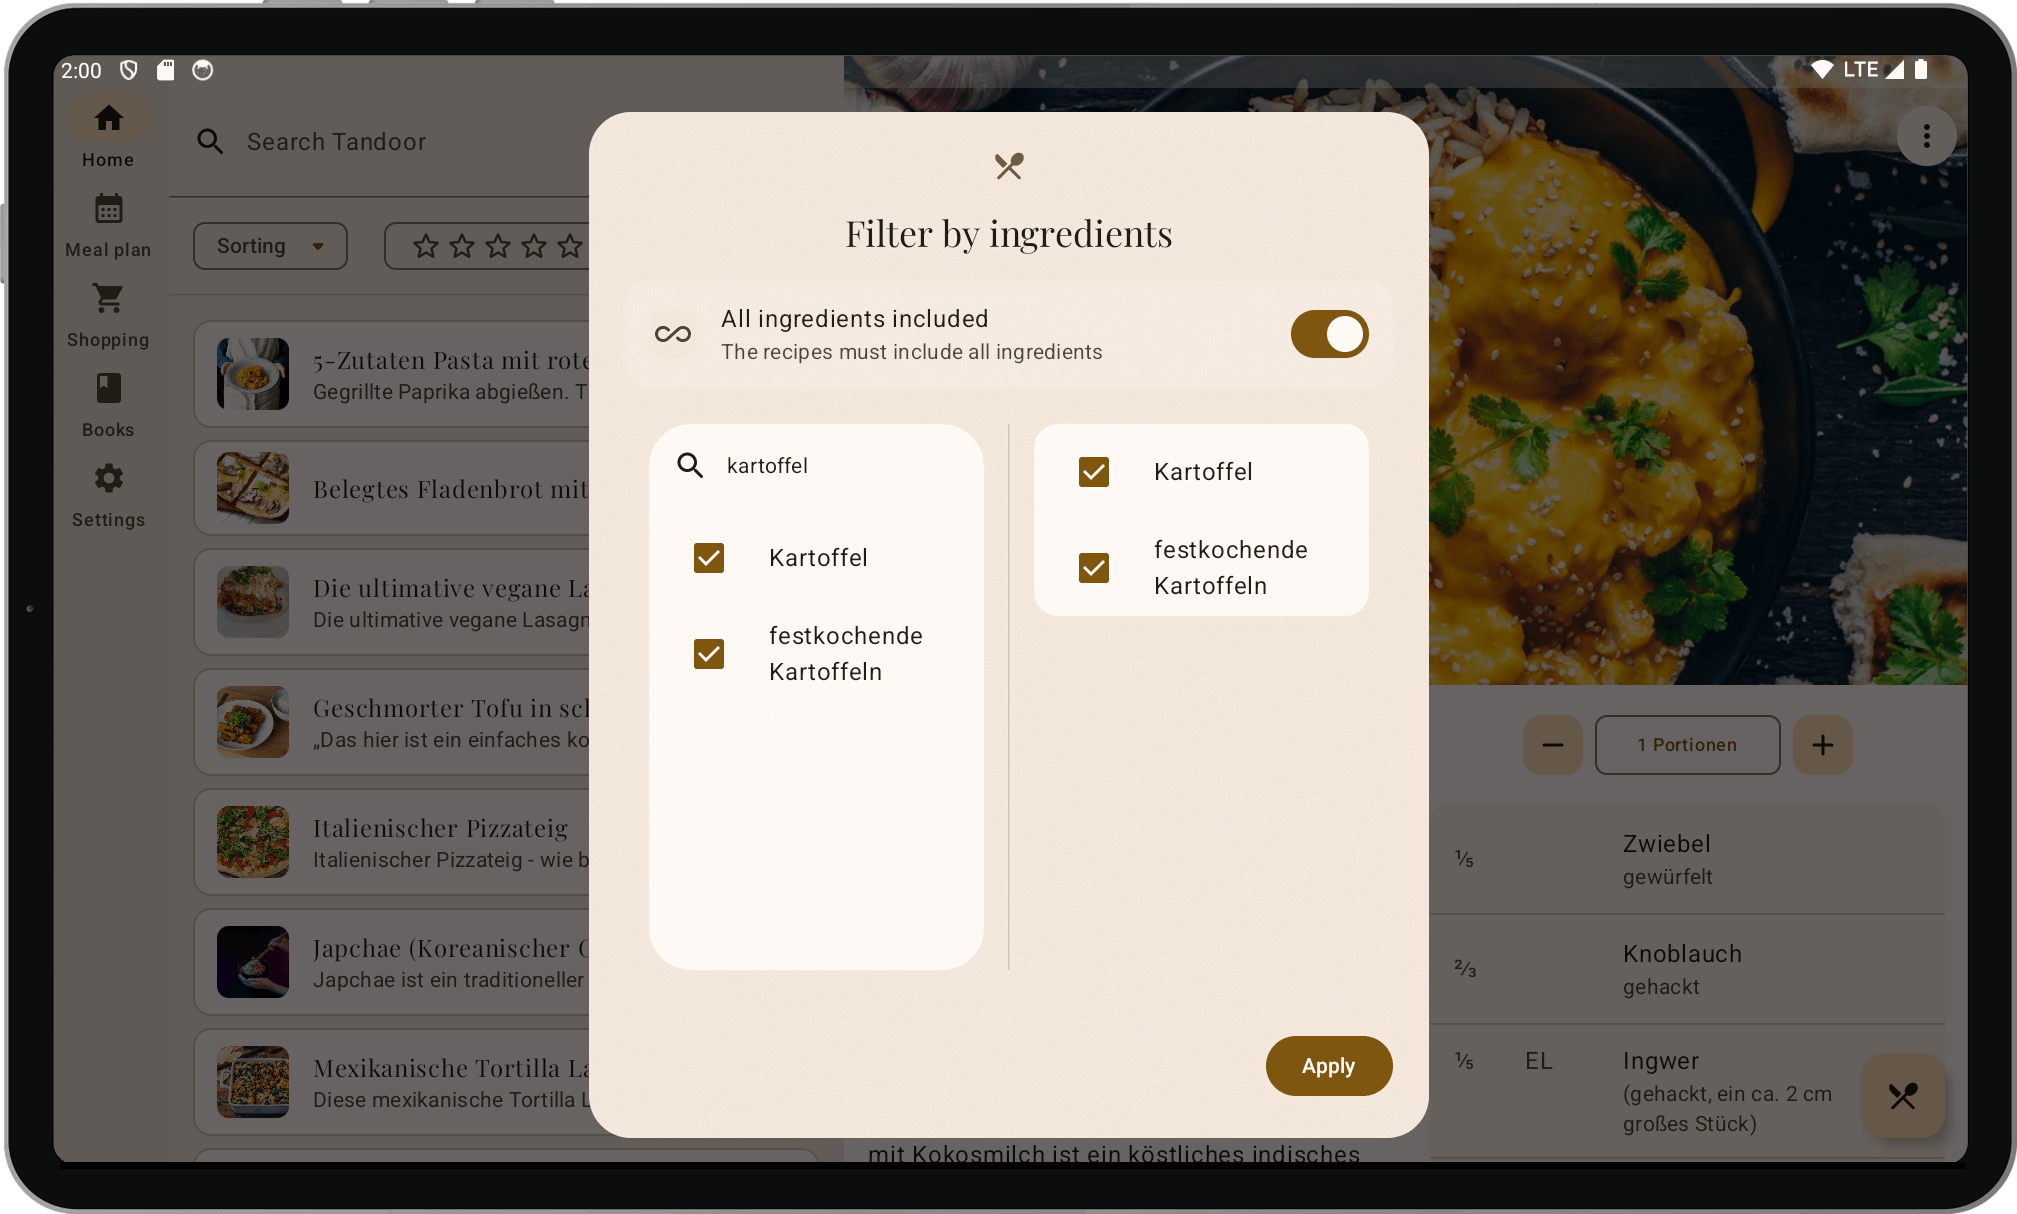 2:00
LTE
Home
Meal plan
Shopping
Books
Settings
Search Tandoor
Sorting
5-Zutaten Pasta mit rote
Gegrillte Paprika abgießen. T
Belegtes Fladenbrot mit
Die ultimative vegane La
Die ultimative vegane Lasagn
Geschmorter Tofu in sch
„Das hier ist ein einfaches ko
Italienischer Pizzateig
Italienischer Pizzateig - wie b
Japchae (Koreanischer
Japchae ist ein traditioneller
Mexikanische Tortilla La
Diese mexikanische Tortilla L
Filter by ingredients
All ingredients included
The recipes must include all ingredients
kartoffel
Kartoffel
festkochende
Kartoffeln
Kartoffel
festkochende
Kartoffeln
Apply
1 Portionen
⅕ Zwiebel
gewürfelt
⅔ Knoblauch
gehackt
⅕ EL Ingwer
(gehackt, ein ca. 2 cm
großes Stück)
mit Kokosmilch ist ein köstliches indisches